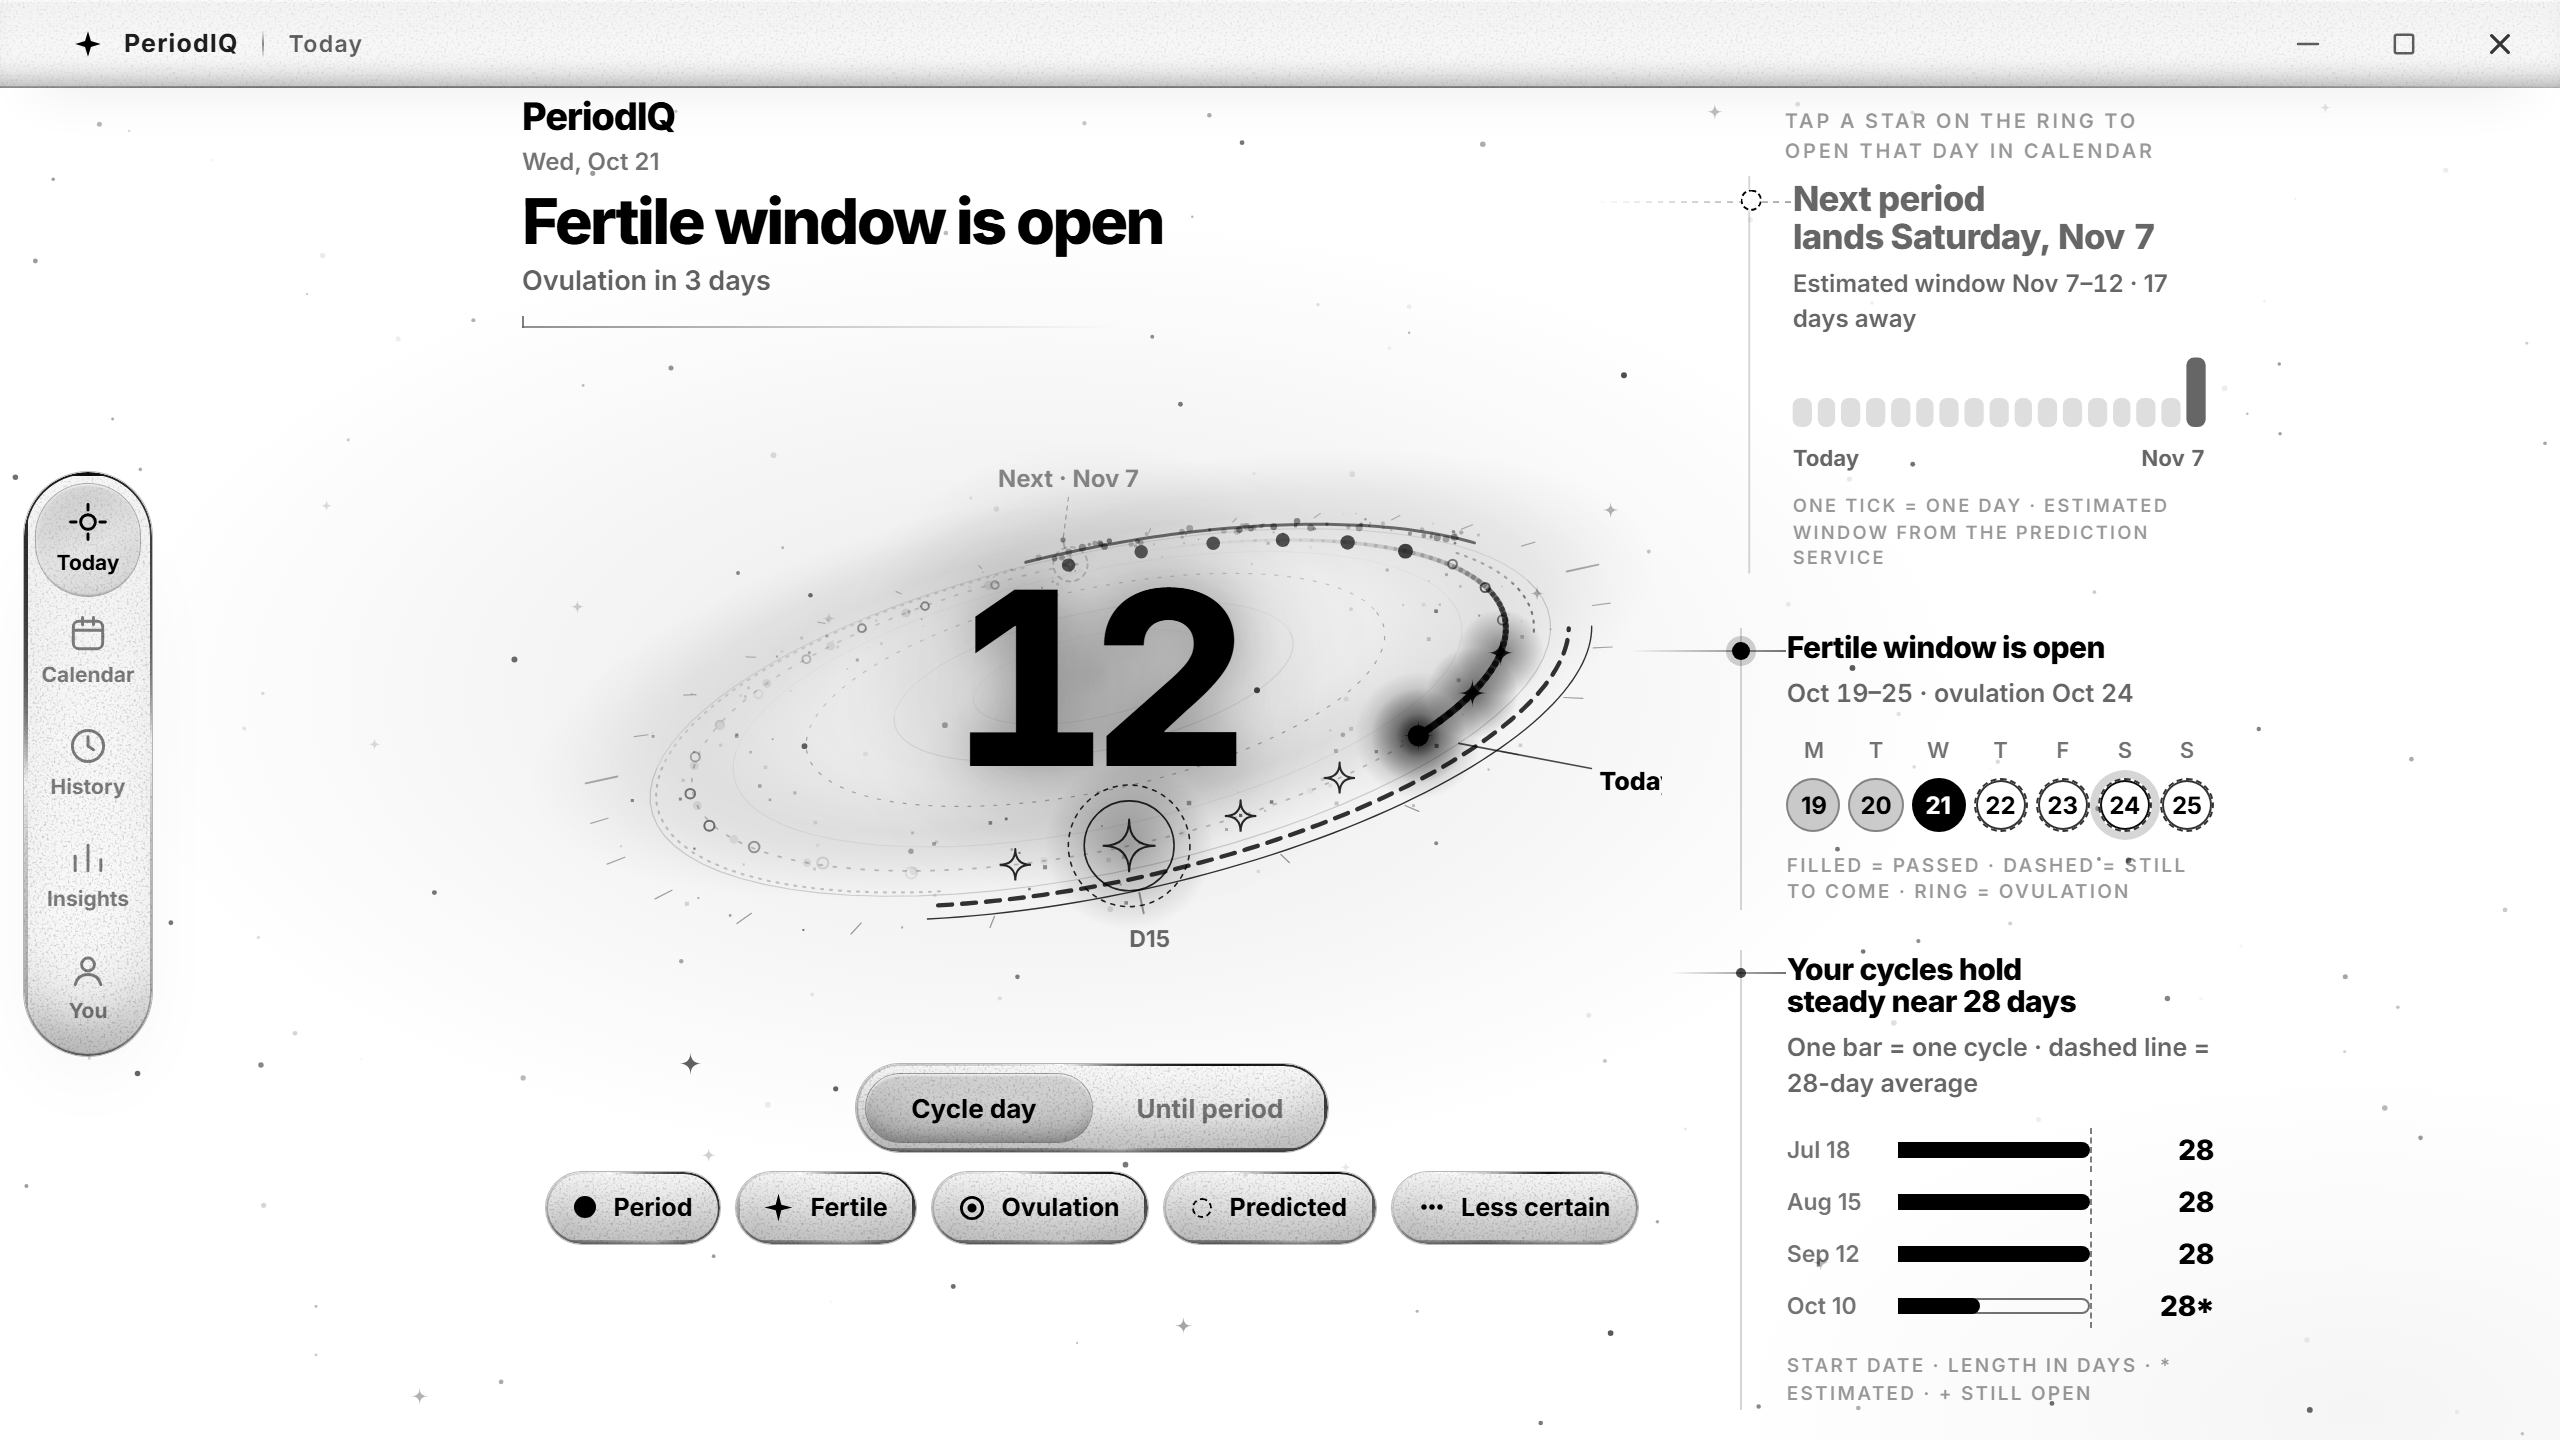 PeriodIQ
Today
PeriodIQ
Wed, Oct 21
Fertile window is open
Ovulation in 3 days
Today
Calendar
History
Insights
You
Next · Nov 7
12
Today
D15
Cycle day
Until period
Period
Fertile
Ovulation
Predicted
Less certain
TAP A STAR ON THE RING TO
OPEN THAT DAY IN CALENDAR
Next period
lands Saturday, Nov 7
Estimated window Nov 7–12 · 17
days away
Today
Nov 7
ONE TICK = ONE DAY · ESTIMATED
WINDOW FROM THE PREDICTION
SERVICE
Fertile window is open
Oct 19–25 · ovulation Oct 24
M T W T F S S
19 20 21 22 23 24 25
FILLED = PASSED · DASHED = STILL
TO COME · RING = OVULATION
Your cycles hold
steady near 28 days
One bar = one cycle · dashed line =
28-day average
Jul 18 28
Aug 15 28
Sep 12 28
Oct 10 28*
START DATE · LENGTH IN DAYS · *
ESTIMATED · + STILL OPEN